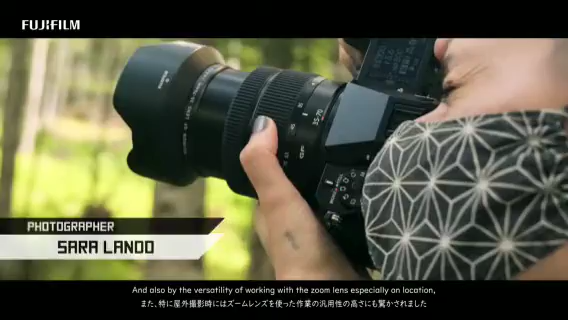 FUJIFILM
35-70
GF
PHOTOGRAPHER
SARA LANDO
And also by the versatility of working with the zoom lens especially on location,
また、特に屋外撮影時にはズームレンズを使った作業の汎用性の高さにも驚かされました